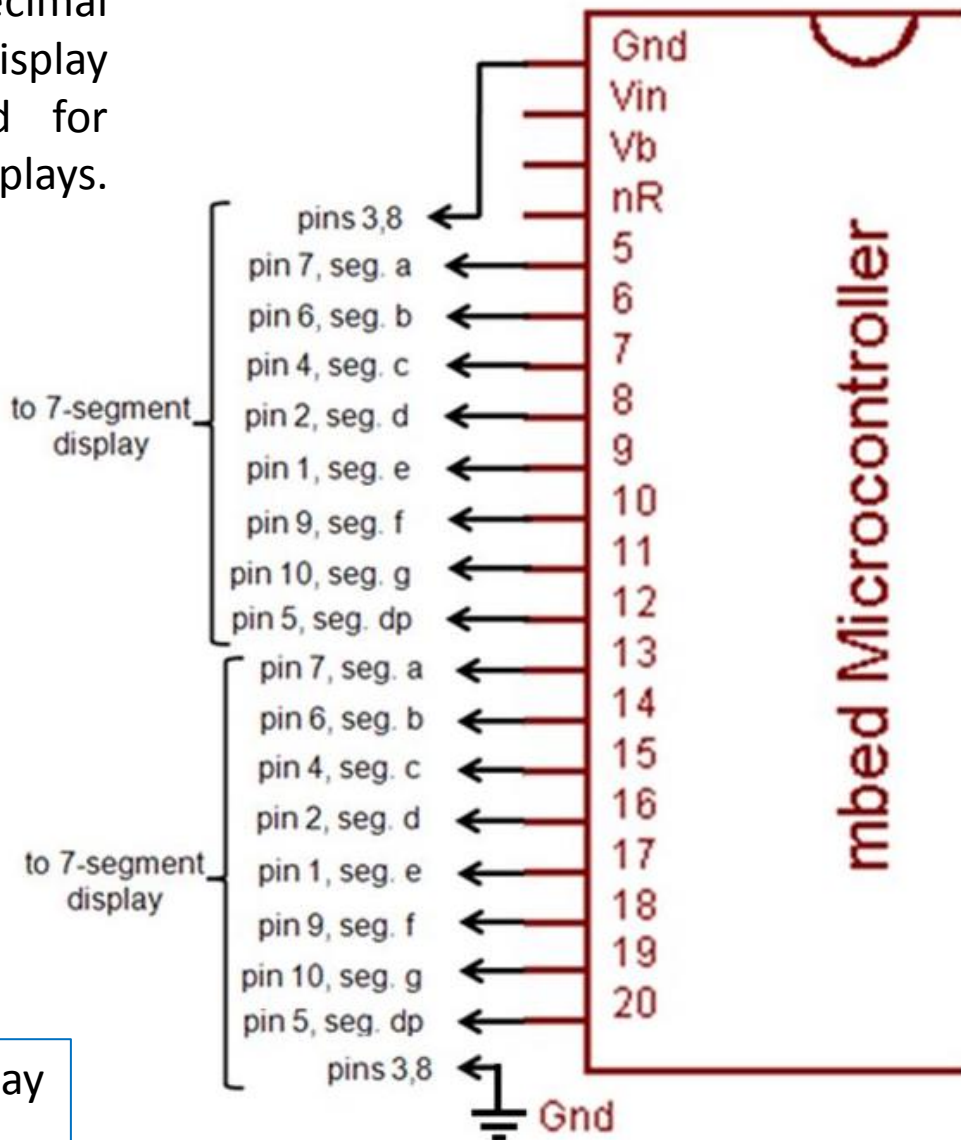 isplay
for
plays.
Gnd
Vin
Vb
nR
5
6
7
8
9
10
11
12
13
14
15
16
17
18
19
20
mbed Microcontroller
pins 3,8
pin 7, seg. a
pin 6, seg. b
pin 4, seg. c
pin 2, seg. d
pin 1, seg. e
pin 9, seg. f
pin 10, seg. g
pin 5, seg. dp
to 7-segment
display
pin 7, seg. a
pin 6, seg. b
pin 4, seg. c
pin 2, seg. d
pin 1, seg. e
pin 9, seg. f
pin 10, seg. g
pin 5, seg. dp
pins 3,8
to 7-segment
display
Gnd
ay